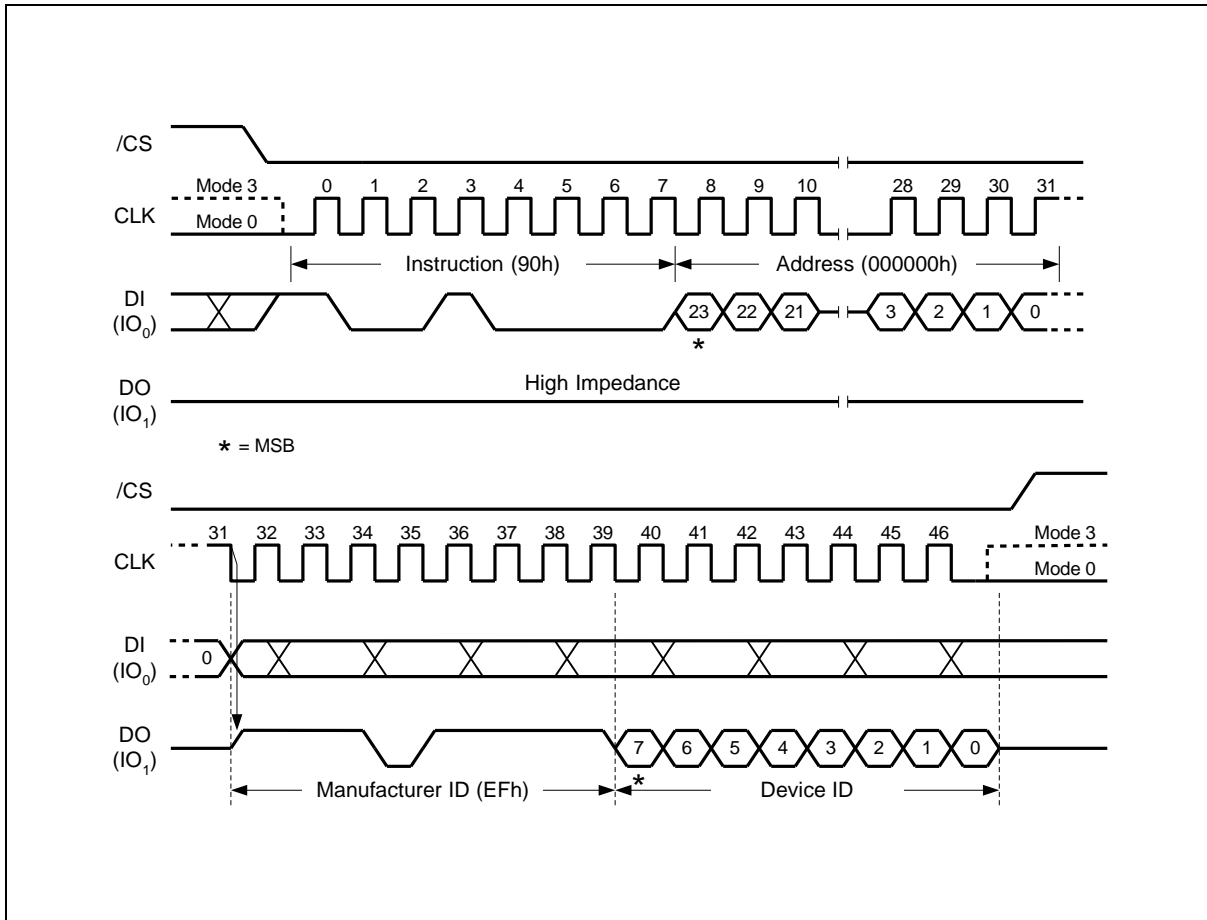 /CS
Mode 3 0 1 2 3 4 5 6 7 8 9 10 28 29 30 31
CLK
Mode 0
Instruction (90h) Address (000000h)
DI
(IO0)
23 22 21 3 2 1 0
*
High Impedance
DO
(IO1)
* = MSB
/CS
31 32 33 34 35 36 37 38 39 40 41 42 43 44 45 46 Mode 3
CLK
Mode 0
DI
(IO0)
0
DO
(IO1)
7 6 5 4 3 2 1 0
*
Manufacturer ID (EFh) Device ID